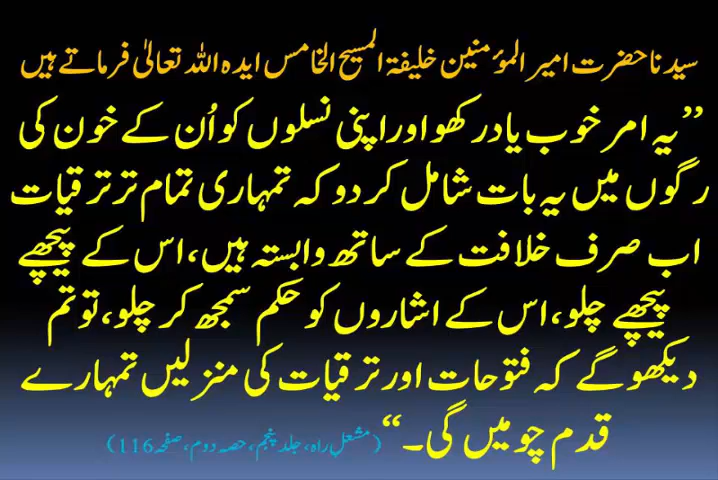 سیدنا حضرت امیر المؤمنین خلیفۃ المسیح الخامس ایدہ اللہ تعالیٰ فرماتے ہیں
’’یہ امر خوب یاد رکھو اور اپنی نسلوں کو اُن کے خون کی
رگوں میں یہ بات شامل کر دو کہ تمہاری تمام تر ترقیات
اب صرف خلافت کے ساتھ وابستہ ہیں، اس کے پیچھے
پیچھے چلو، اس کے اشاروں کو حکم سمجھ کر چلو، تو تم
دیکھو گے کہ فتوحات اور ترقیات کی منزلیں تمہارے
قدم چومیں گی۔‘‘ (مشعلِ راہ، جلد پنجم، حصہ دوم، صفحہ 116)